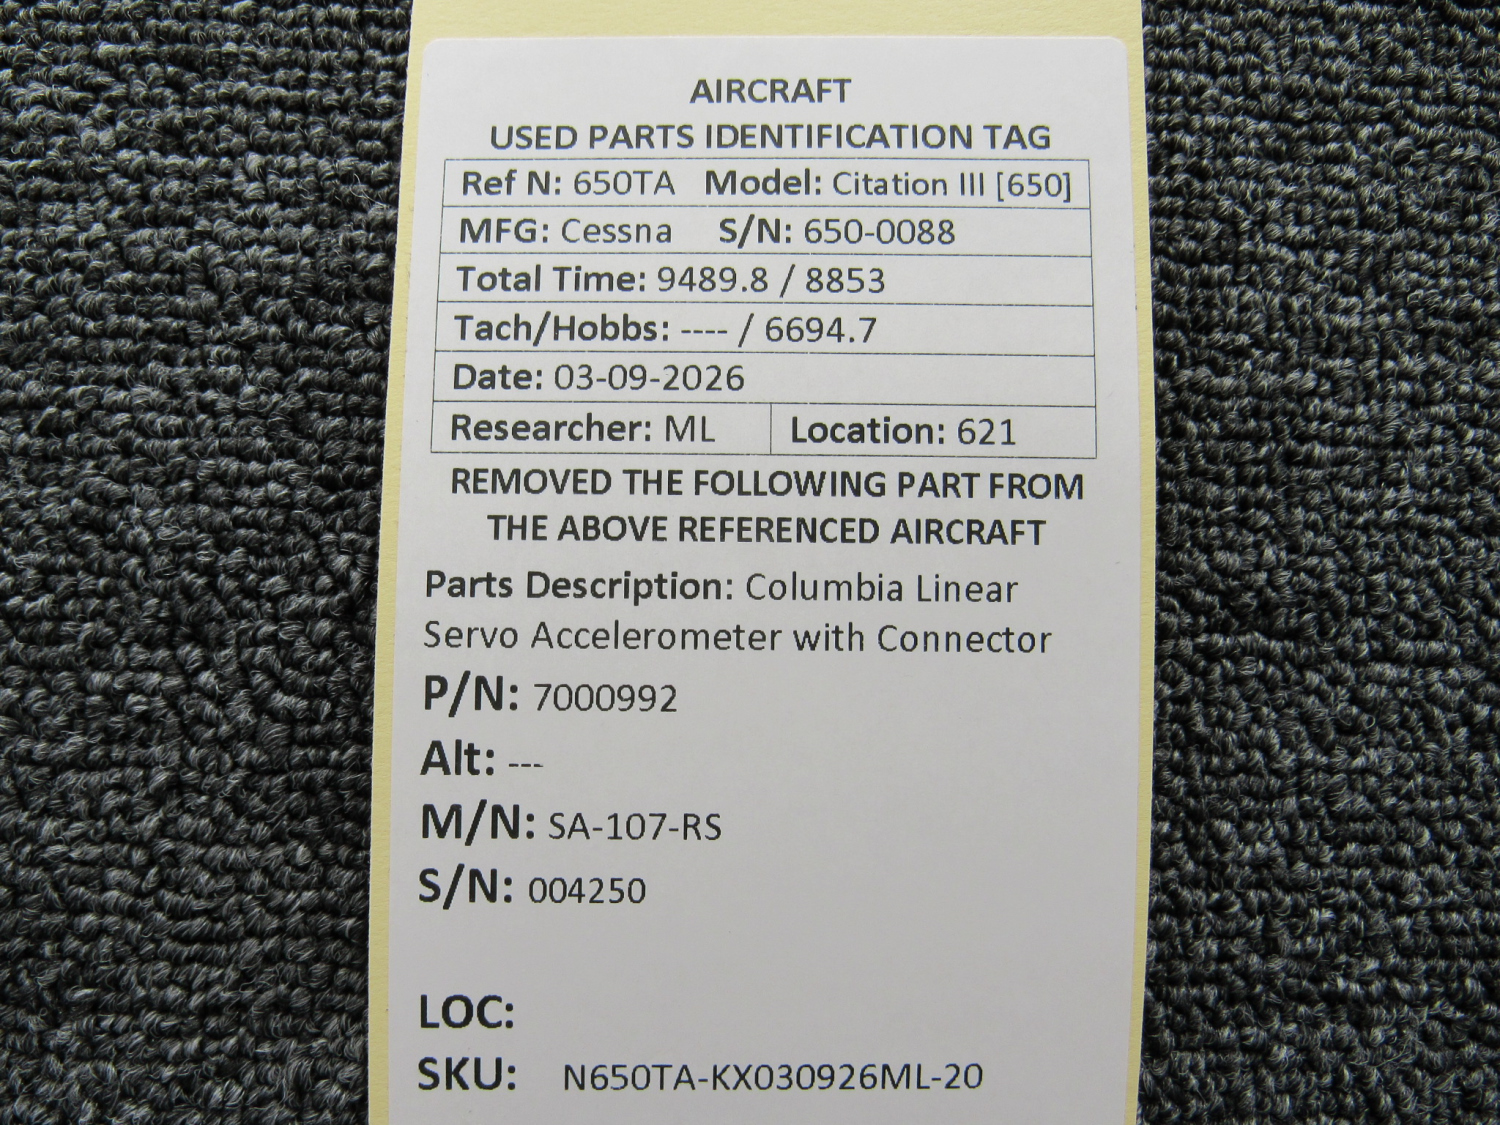 AIRCRAFT
USED PARTS IDENTIFICATION TAG
Ref N: 650TA Model: Citation III [650]
MFG: Cessna S/N: 650-0088
Total Time: 9489.8 / 8853
Tach/Hobbs: ---- / 6694.7
Date: 03-09-2026
Researcher: ML Location: 621
REMOVED THE FOLLOWING PART FROM
THE ABOVE REFERENCED AIRCRAFT
Parts Description: Columbia Linear
Servo Accelerometer with Connector
P/N: 7000992
Alt: ---
M/N: SA-107-RS
S/N: 004250
LOC:
SKU: N650TA-KX030926ML-20